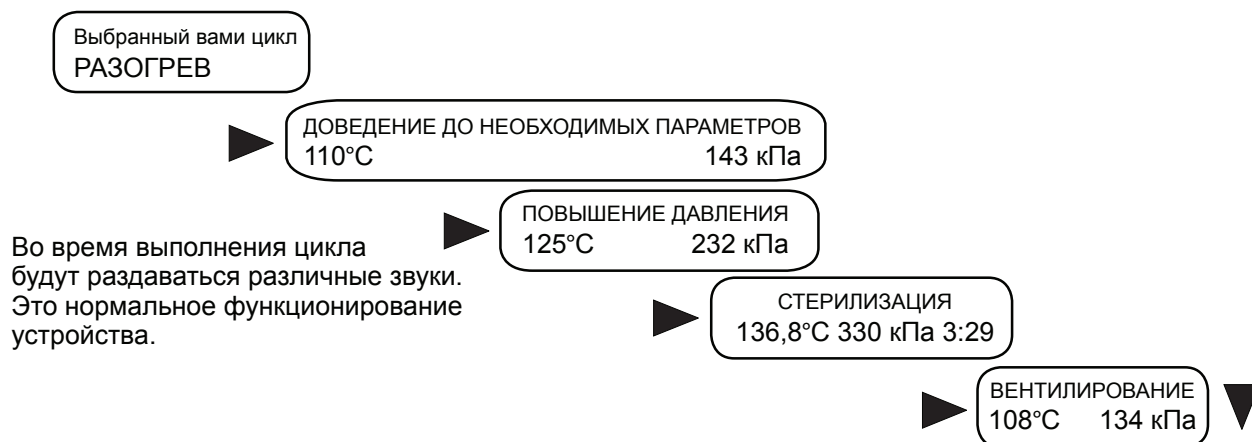 Выбранный вами цикл
РАЗОГРЕВ
ДОВЕДЕНИЕ ДО НЕОБХОДИМЫХ ПАРАМЕТРОВ
110°C 143 кПа
ПОВЫШЕНИЕ ДАВЛЕНИЯ
125°C 232 кПа
Во время выполнения цикла
будут раздаваться различные звуки.
Это нормальное функционирование
устройства.
СТЕРИЛИЗАЦИЯ
136,8°C 330 кПа 3:29
ВЕНТИЛИРОВАНИЕ
108°C 134 кПа